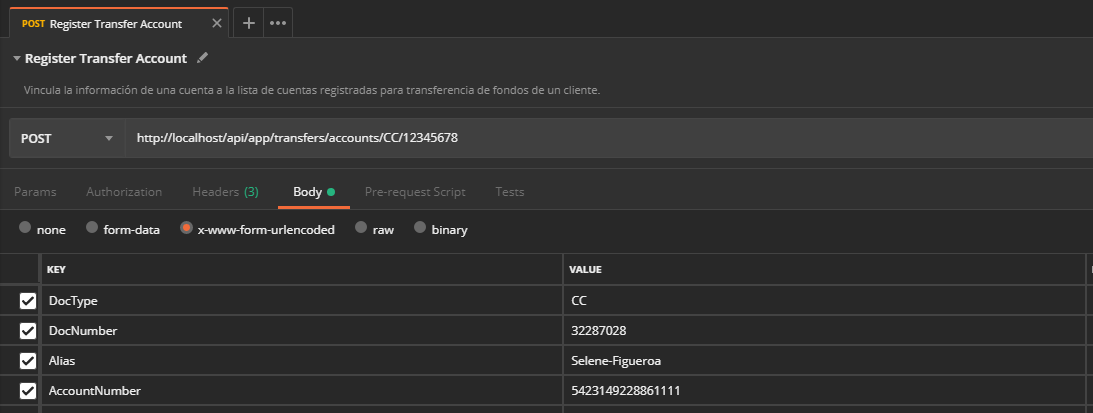 POST Register Transfer Account
Register Transfer Account
Vincula la información de una cuenta a la lista de cuentas registradas para transferencia de fondos de un cliente.
POST http://localhost/api/app/transfers/accounts/CC/12345678
Params Authorization Headers (3) Body Pre-request Script Tests
none form-data x-www-form-urlencoded raw binary
KEY VALUE
DocType CC
DocNumber 32287028
Alias Selene-Figueroa
AccountNumber 5423149228861111